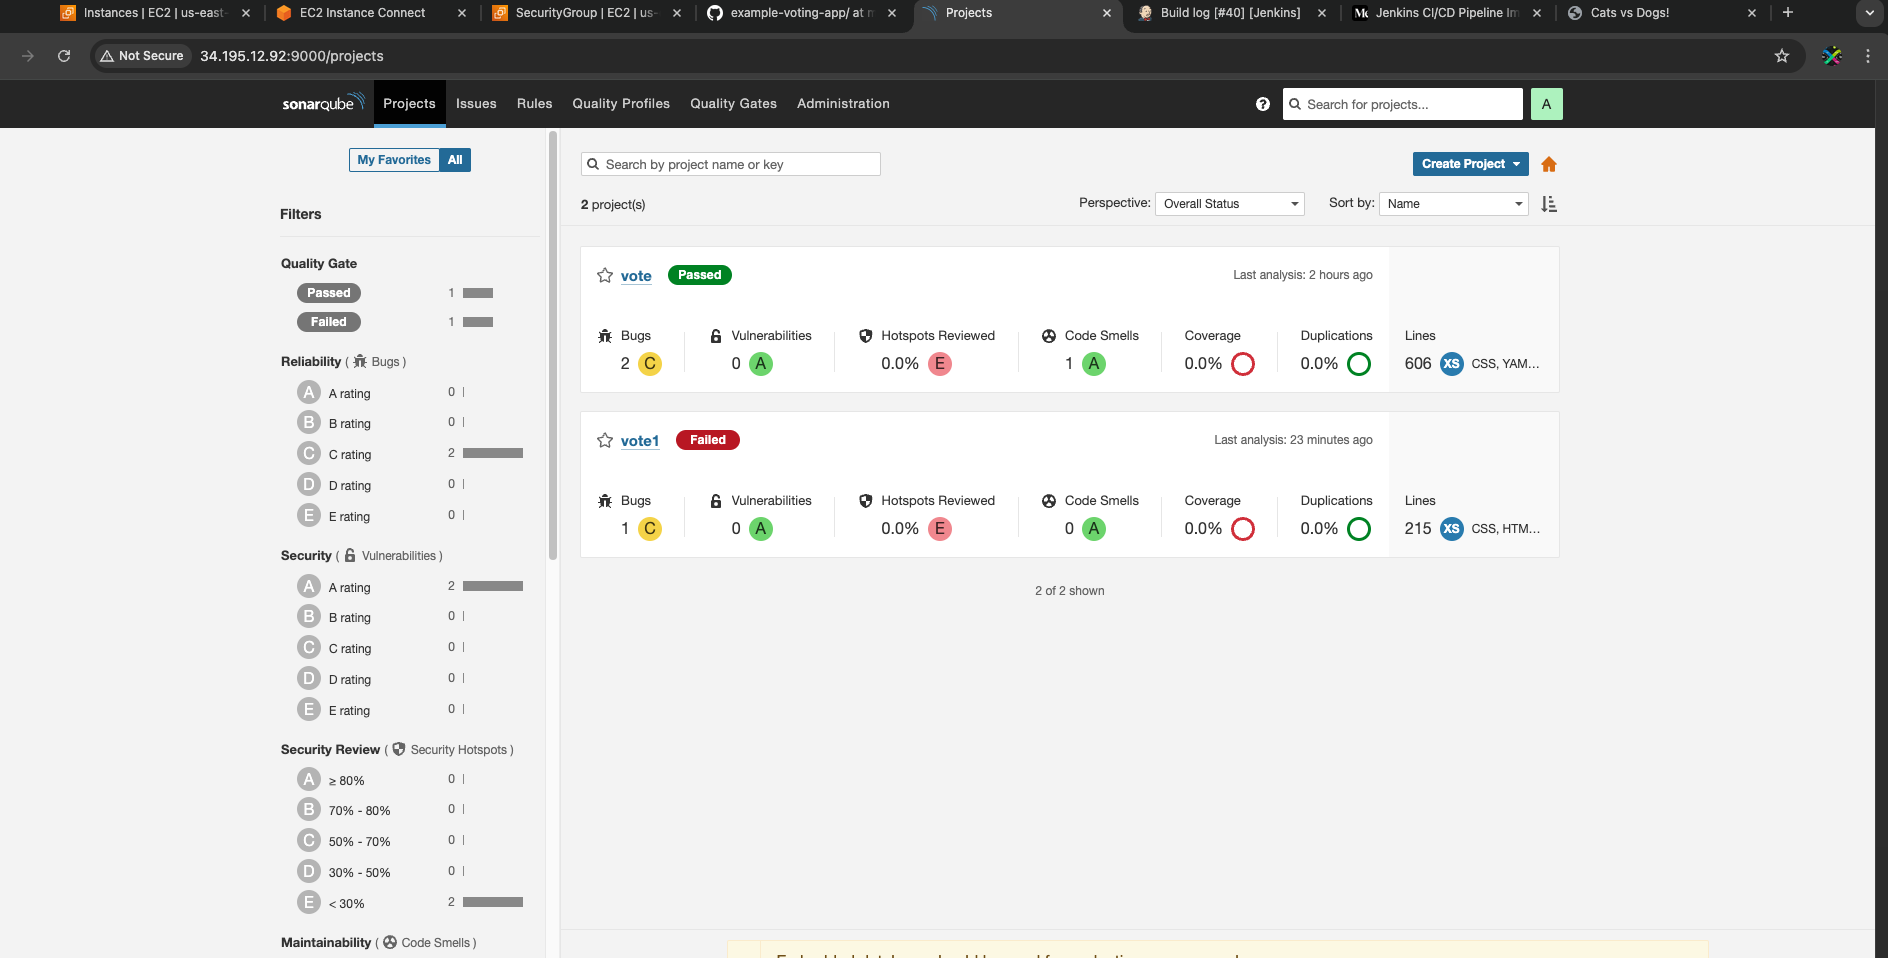 Instances | EC2 | us-east-
EC2 Instance Connect
SecurityGroup | EC2 | us-
example-voting-app/ at m
Projects
Build log [#40] [Jenkins]
Jenkins CI/CD Pipeline Im
Cats vs Dogs!
Not Secure
34.195.12.92:9000/projects
sonarqube
Projects
Issues
Rules
Quality Profiles
Quality Gates
Administration
?
Search for projects...
A
My Favorites
All
Filters
Quality Gate
Passed 1
Failed 1
Reliability ( Bugs )
A A rating 0
B B rating 0
C C rating 2
D D rating 0
E E rating 0
Security ( Vulnerabilities )
A A rating 2
B B rating 0
C C rating 0
D D rating 0
E E rating 0
Security Review ( Security Hotspots )
A ≥ 80% 0
B 70% - 80% 0
C 50% - 70% 0
D 30% - 50% 0
E < 30% 2
Maintainability ( Code Smells )
Search by project name or key
Create Project
2 project(s)
Perspective: Overall Status
Sort by: Name
vote Passed
Last analysis: 2 hours ago
Bugs Vulnerabilities Hotspots Reviewed Code Smells Coverage Duplications Lines
2 C 0 A 0.0% E 1 A 0.0% 0.0% 606 XS CSS, YAM...
vote1 Failed
Last analysis: 23 minutes ago
Bugs Vulnerabilities Hotspots Reviewed Code Smells Coverage Duplications Lines
1 C 0 A 0.0% E 0 A 0.0% 0.0% 215 XS CSS, HTM...
2 of 2 shown